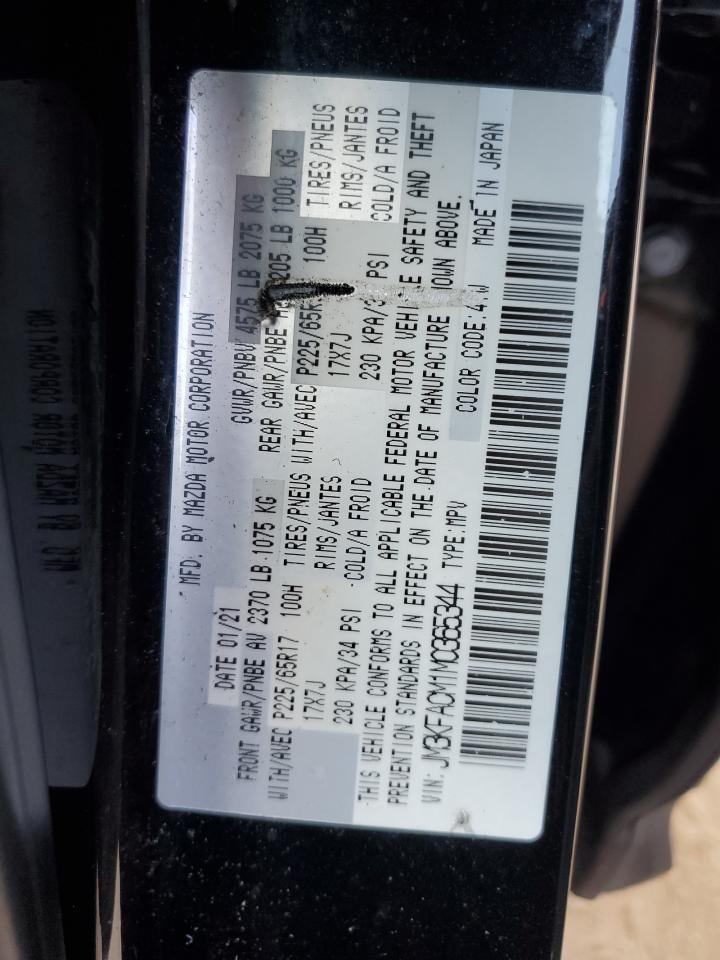 MFD. BY MAZDA MOTOR CORPORATION
DATE 01/21 GVWR/PNBV 4575 LB 2075 KG
FRONT GAWR/PNBE AV 2370 LB 1075 KG REAR GAWR/PNBE 205 LB 1000 KG
WITH/AVEC P225/65R17 100H TIRES/PNEUS WITH/AVEC P225/65R 100H TIRES/PNEUS
17X7J RIMS/JANTES 17X7J RIMS/JANTES
230 KPA/34 PSI COLD/A FROID 230 KPA/ PSI COLD/A FROID
THIS VEHICLE CONFORMS TO ALL APPLICABLE FEDERAL MOTOR VEHICLE SAFETY AND THEFT
PREVENTION STANDARDS IN EFFECT ON THE DATE OF MANUFACTURE SHOWN ABOVE.
VIN: JM3KFACM1M0365344 TYPE:MPV COLOR CODE: MADE IN JAPAN